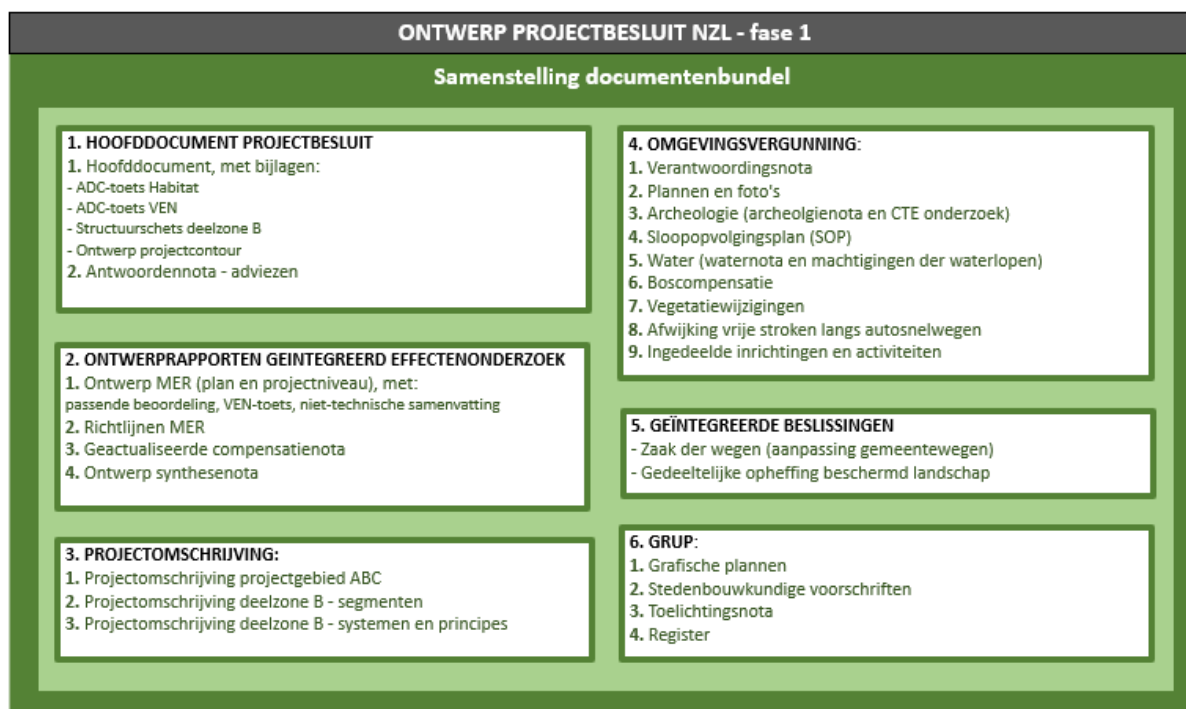 ONTWERP PROJECTBESLUIT NZL - fase 1
Samenstelling documentenbundel
1. HOOFDDOCUMENT PROJECTBESLUIT
1. Hoofddocument, met bijlagen:
- ADC-toets Habitat
- ADC-toets VEN
- Structuurschets deelzone B
- Ontwerp projectcontour
2. Antwoordennota - adviezen
2. ONTWERPRAPPORTEN GEINTEGREERD EFFECTENONDERZOEK
1. Ontwerp MER (plan en projectniveau), met:
passende beoordeling, VEN-toets, niet-technische samenvatting
2. Richtlijnen MER
3. Geactualiseerde compensatienota
4. Ontwerp synthesenota
3. PROJECTOMSCHRIJVING:
1. Projectomschrijving projectgebied ABC
2. Projectomschrijving deelzone B - segmenten
3. Projectomschrijving deelzone B - systemen en principes
4. OMGEVINGSVERGUNNING:
1. Verantwoordingsnota
2. Plannen en foto's
3. Archeologie (archeolgienota en CTE onderzoek)
4. Sloopopvolgingsplan (SOP)
5. Water (waternota en machtigingen der waterlopen)
6. Boscompensatie
7. Vegetatiewijzigingen
8. Afwijking vrije stroken langs autosnelwegen
9. Ingedeelde inrichtingen en activiteiten
5. GEÏNTEGREERDE BESLISSINGEN
- Zaak der wegen (aanpassing gemeentewegen)
- Gedeeltelijke opheffing beschermd landschap
6. GRUP:
1. Grafische plannen
2. Stedenbouwkundige voorschriften
3. Toelichtingsnota
4. Register